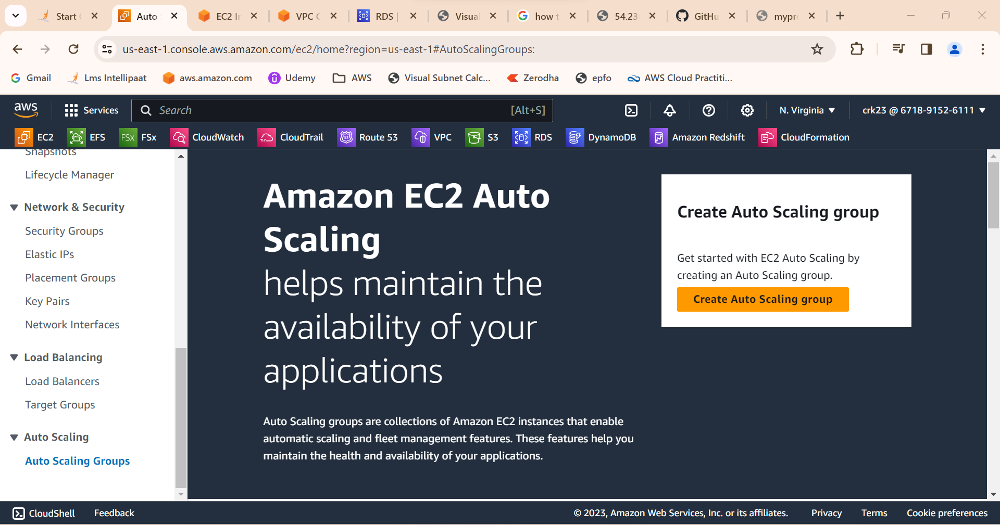 Start
Auto
EC2 In
VPC
RDS |
Visual
how t
54.23
GitHu
mypr
us-east-1.console.aws.amazon.com/ec2/home?region=us-east-1#AutoScalingGroups:
Gmail
Lms Intellipaat
aws.amazon.com
Udemy
AWS
Visual Subnet Calc...
Zerodha
epfo
AWS Cloud Practiti...
aws
Services
Search
[Alt+S]
N. Virginia
crk23 @ 6718-9152-6111
EC2
EFS
FSx
FSx
CloudWatch
CloudTrail
53
Route 53
VPC
S3
RDS
DynamoDB
Amazon Redshift
CloudFormation
Snapshots
Lifecycle Manager
Network & Security
Security Groups
Elastic IPs
Placement Groups
Key Pairs
Network Interfaces
Load Balancing
Load Balancers
Target Groups
Auto Scaling
Auto Scaling Groups
Amazon EC2 Auto
Scaling
helps maintain the
availability of your
applications
Auto Scaling groups are collections of Amazon EC2 instances that enable
automatic scaling and fleet management features. These features help you
maintain the health and availability of your applications.
Create Auto Scaling group
Get started with EC2 Auto Scaling by
creating an Auto Scaling group.
Create Auto Scaling group
CloudShell
Feedback
© 2023, Amazon Web Services, Inc. or its affiliates.
Privacy
Terms
Cookie preferences